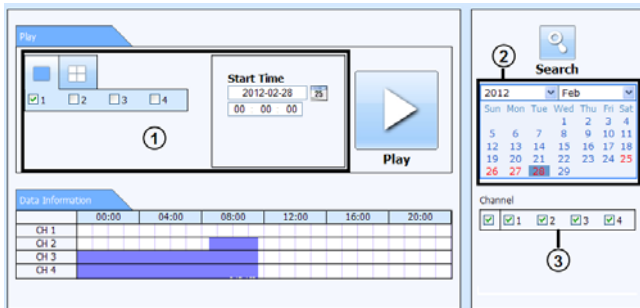 Play
1 2 3 4
Start Time
2012-02-28 25
00 : 00 : 00
①
Play
Data Information
00:00 04:00 08:00 12:00 16:00 20:00
CH 1
CH 2
CH 3
CH 4
②
Search
2012 Feb
Sun Mon Tue Wed Thu Fri Sat
1 2 3 4
5 6 7 8 9 10 11
12 13 14 15 16 17 18
19 20 21 22 23 24 25
26 27 28 29
Channel
1 2 3 4
③